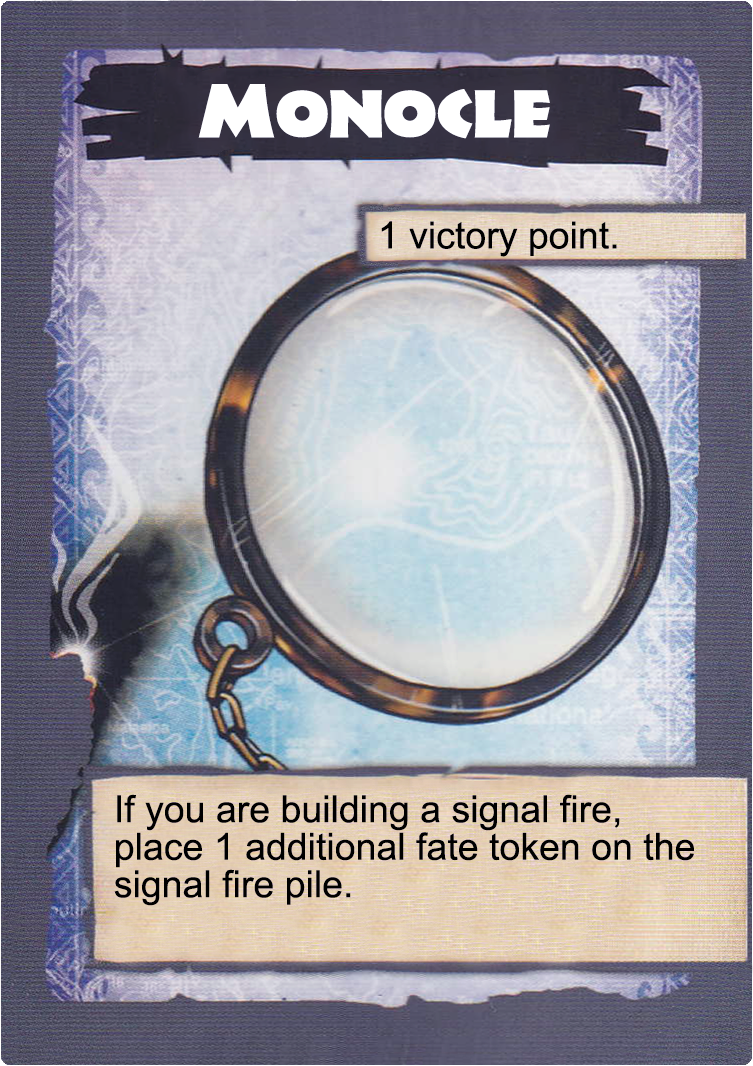 MONOCLE
1 victory point.
If you are building a signal fire,
place 1 additional fate token on the
signal fire pile.